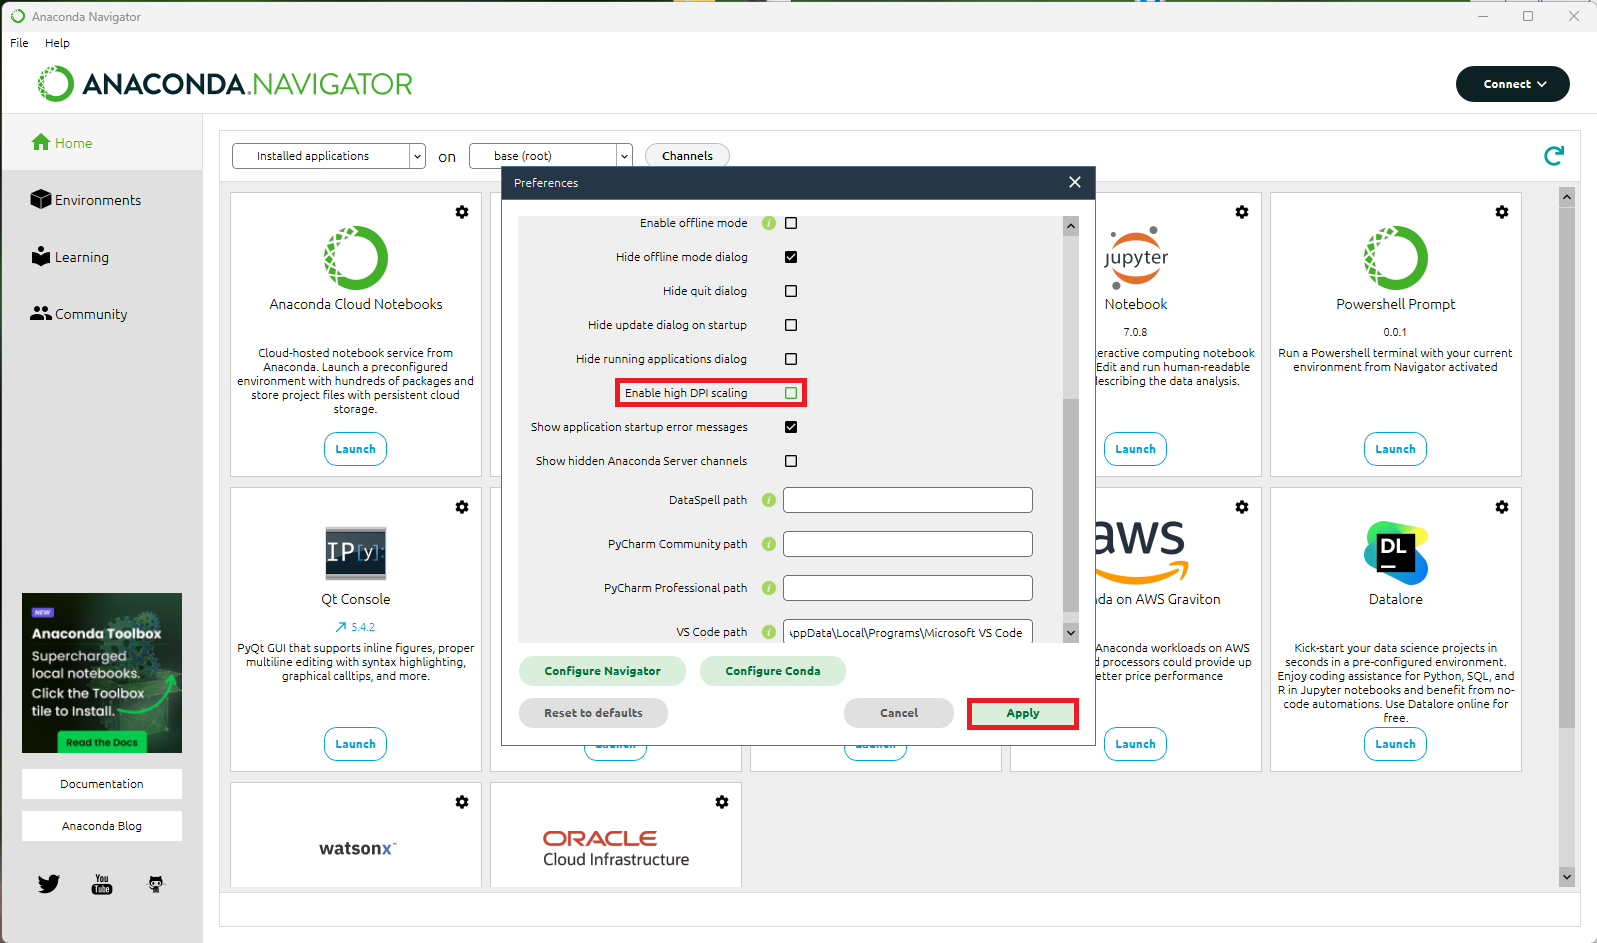 Anaconda Navigator
File Help
ANACONDA.NAVIGATOR
Connect
Home
Environments
Learning
Community
NEW
Anaconda Toolbox
Supercharged
local notebooks.
Click the Toolbox
tile to Install.
Read the Docs
Documentation
Anaconda Blog
You
Tube
Installed applications on base (root) Channels
Anaconda Cloud Notebooks
Cloud-hosted notebook service from
Anaconda. Launch a preconfigured
environment with hundreds of packages and
store project files with persistent cloud
storage.
Launch
Preferences
Enable offline mode
Hide offline mode dialog
Hide quit dialog
Hide update dialog on startup
Hide running applications dialog
Enable high DPI scaling
Show application startup error messages
Show hidden Anaconda Server channels
DataSpell path
PyCharm Community path
PyCharm Professional path
VS Code path AppData\Local\Programs\Microsoft VS Code
Configure Navigator Configure Conda
Reset to defaults Cancel Apply
jupyter
Notebook
7.0.8
eractive computing notebook
Edit and run human-readable
describing the data analysis.
Launch
Powershell Prompt
0.0.1
Run a Powershell terminal with your current
environment from Navigator activated
Launch
IP[y]:
Qt Console
5.4.2
PyQt GUI that supports inline figures, proper
multiline editing with syntax highlighting,
graphical calltips, and more.
Launch
Launch
Launch
aws
nda on AWS Graviton
Anaconda workloads on AWS
d processors could provide up
etter price performance
Launch
DL
Datalore
Kick-start your data science projects in
seconds in a pre-configured environment.
Enjoy coding assistance for Python, SQL, and
R in Jupyter notebooks and benefit from no-
code automations. Use Datalore online for
free.
Launch
watsonx™
ORACLE
Cloud Infrastructure